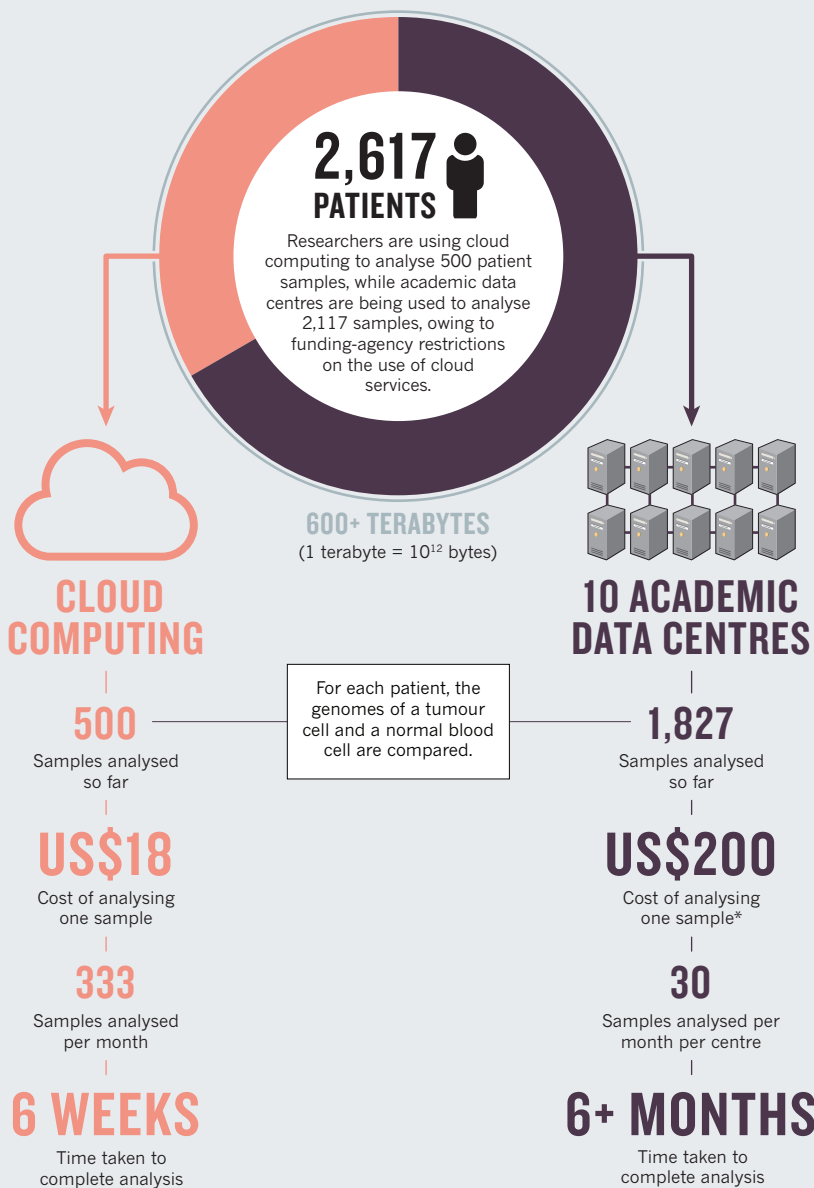 2,617
PATIENTS
Researchers are using cloud
computing to analyse 500 patient
samples, while academic data
centres are being used to analyse
2,117 samples, owing to
funding-agency restrictions
on the use of cloud
services.
600+ TERABYTES
(1 terabyte = 10¹² bytes)
CLOUD
COMPUTING
500
Samples analysed
so far
US$18
Cost of analysing
one sample
333
Samples analysed
per month
6 WEEKS
Time taken to
complete analysis
For each patient, the
genomes of a tumour
cell and a normal blood
cell are compared.
10 ACADEMIC
DATA CENTRES
1,827
Samples analysed
so far
US$200
Cost of analysing
one sample*
30
Samples analysed per
month per centre
6+ MONTHS
Time taken to
complete analysis